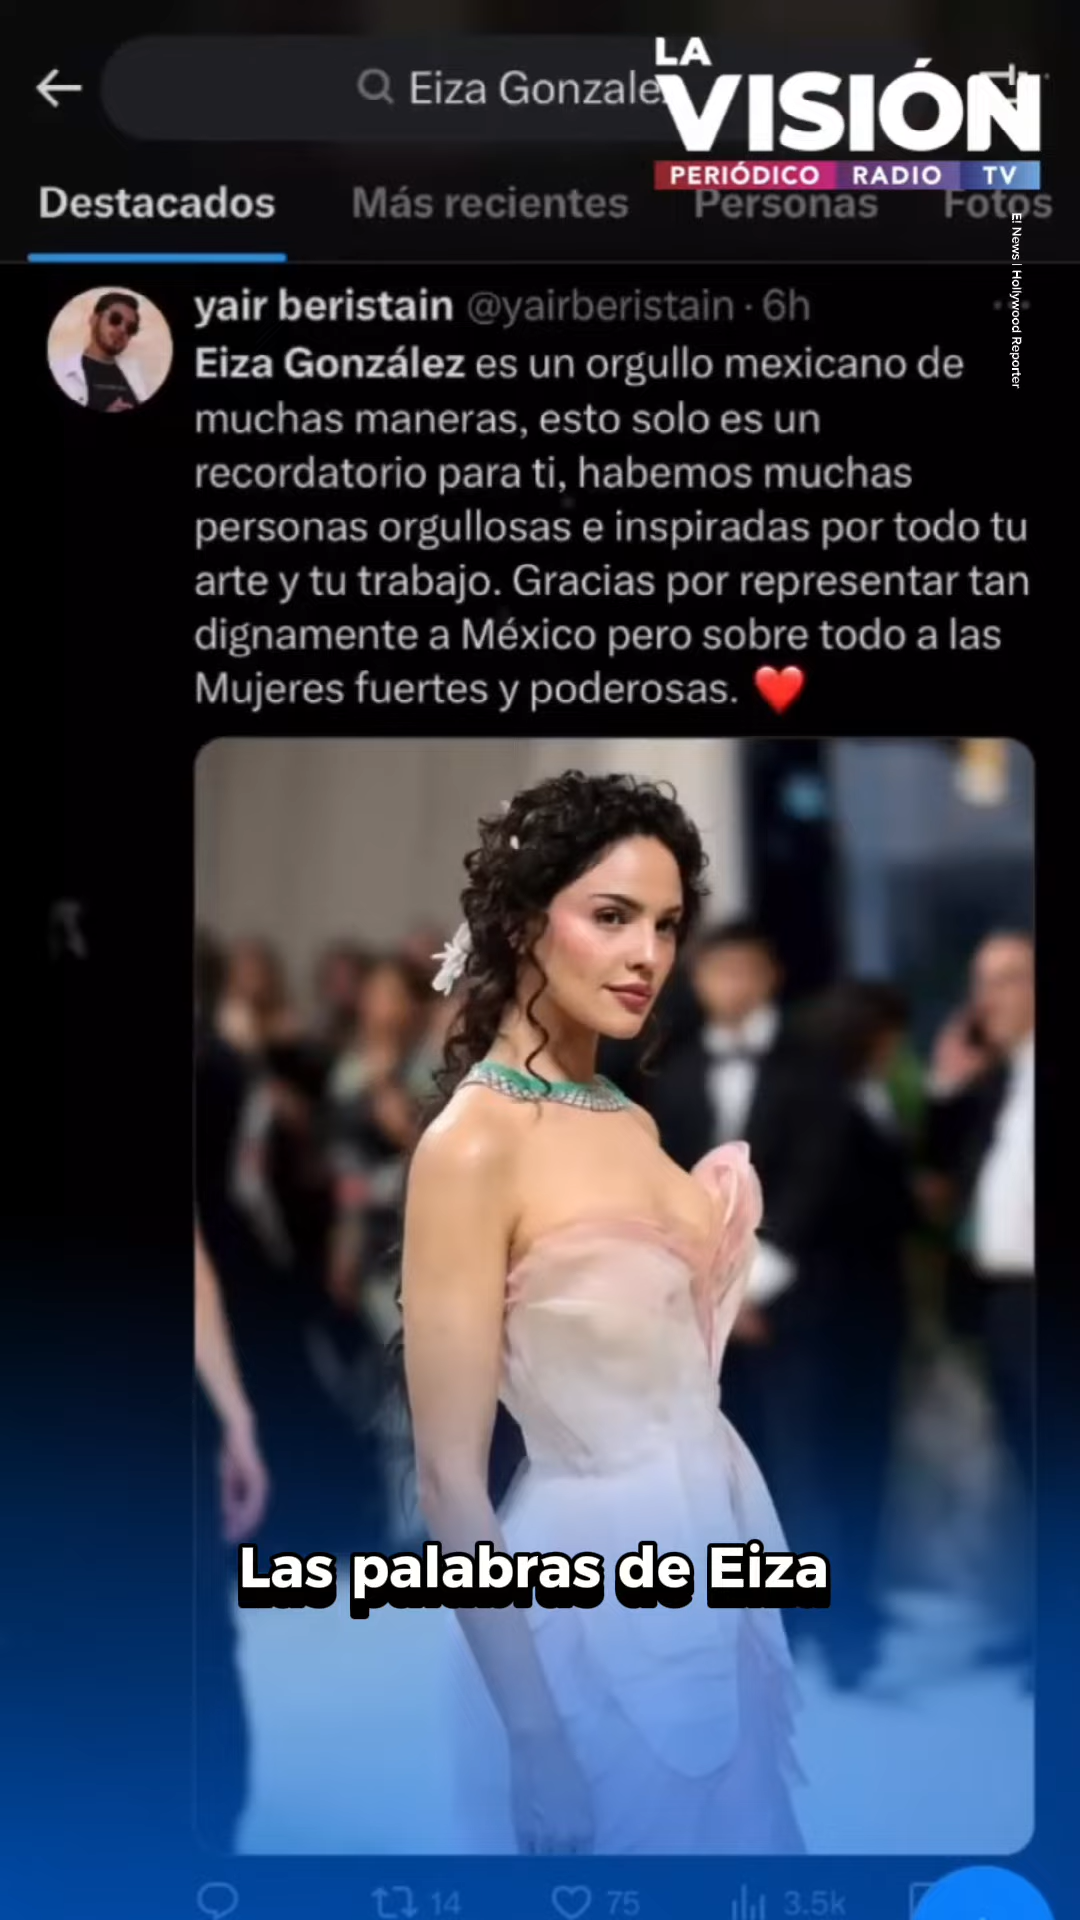 Eiza Gonzale
LA
VISIÓN
PERIÓDICO RADIO TV
Destacados Más recientes Personas Fotos
E! News | Hollywood Reporter
yair beristain @yairberistain · 6h
Eiza González es un orgullo mexicano de
muchas maneras, esto solo es un
recordatorio para ti, habemos muchas
personas orgullosas e inspiradas por todo tu
arte y tu trabajo. Gracias por representar tan
dignamente a México pero sobre todo a las
Mujeres fuertes y poderosas. ❤️
Las palabras de Eiza
14 75 3.5k